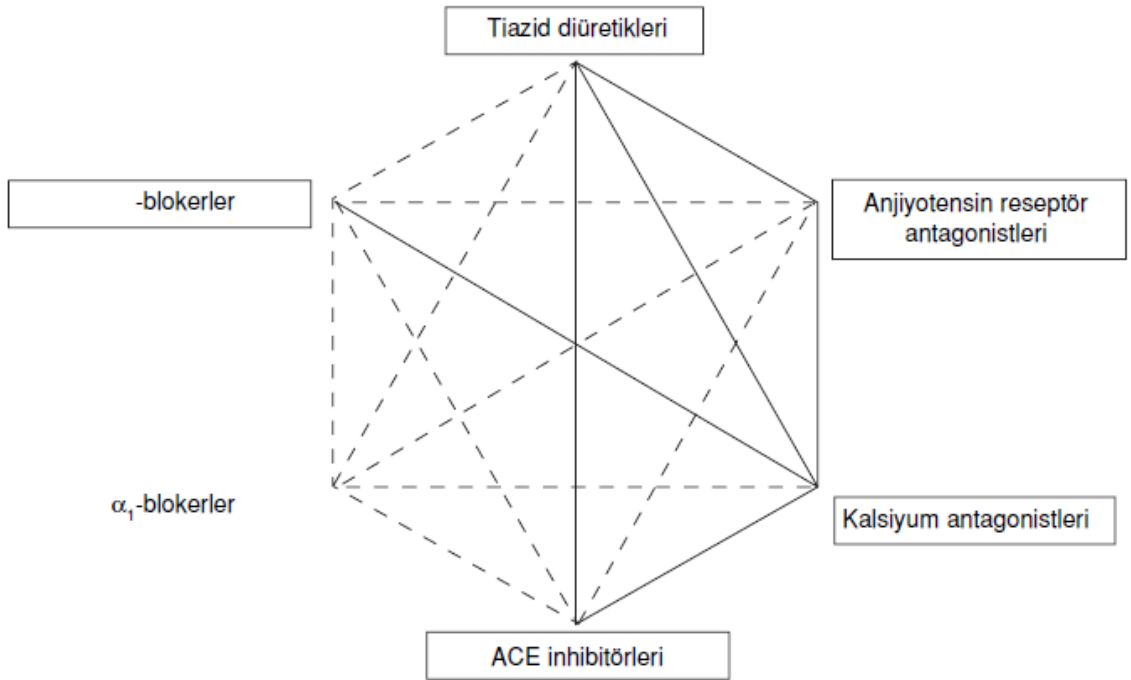 Tiazid diüretikleri
-blokerler
Anjiyotensin reseptör
antagonistleri
α₁-blokerler
Kalsiyum antagonistleri
ACE inhibitörleri